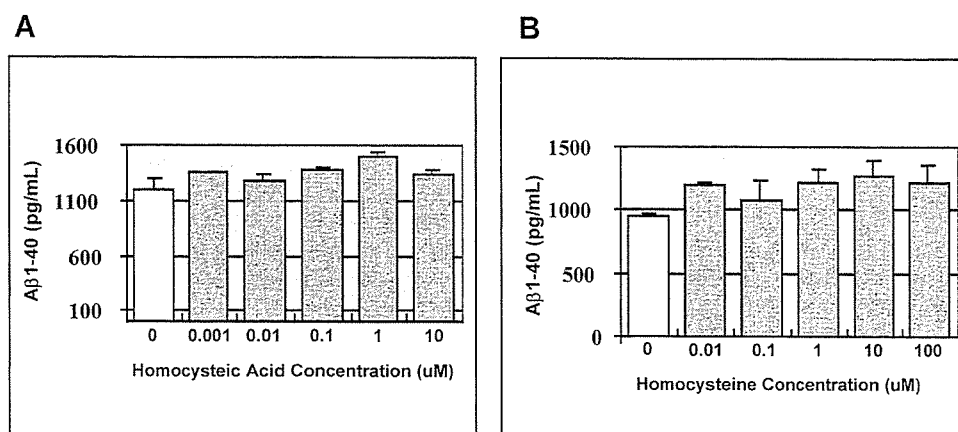 A
Aβ1-40 (pg/mL)
1600
1100
600
100
0 0.001 0.01 0.1 1 10
Homocysteic Acid Concentration (uM)
B
Aβ1-40 (pg/mL)
1500
1000
500
0
0 0.01 0.1 1 10 100
Homocysteine Concentration (uM)